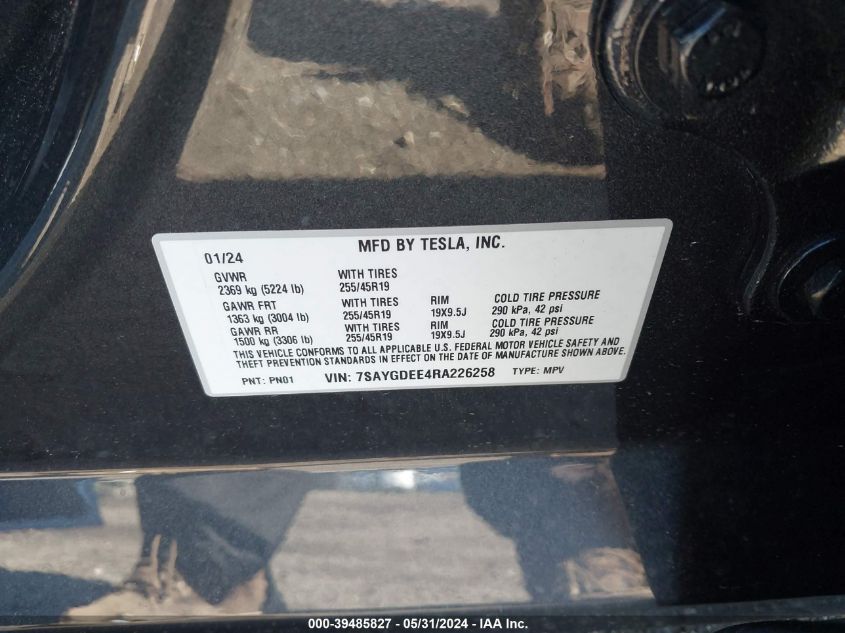 MFD BY TESLA, INC.
01/24
GVWR WITH TIRES
2369 kg (5224 lb) 255/45R19
GAWR FRT WITH TIRES RIM COLD TIRE PRESSURE
1363 kg (3004 lb) 255/45R19 19X9.5J 290 kPa, 42 psi
GAWR RR WITH TIRES RIM COLD TIRE PRESSURE
1500 kg (3306 lb) 255/45R19 19X9.5J 290 kPa, 42 psi
THIS VEHICLE CONFORMS TO ALL APPLICABLE U.S. FEDERAL MOTOR VEHICLE SAFETY AND
THEFT PREVENTION STANDARDS IN EFFECT ON THE DATE OF MANUFACTURE SHOWN ABOVE.
PNT: PN01 VIN: 7SAYGDEE4RA226258 TYPE: MPV
000-39485827 - 05/31/2024 - IAA Inc.